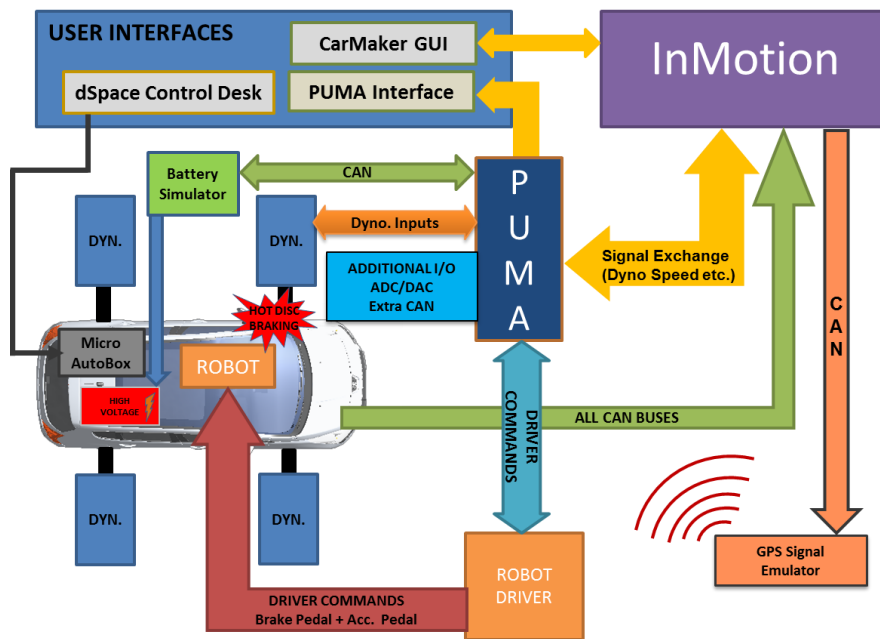 USER INTERFACES
CarMaker GUI
dSpace Control Desk
PUMA Interface
InMotion
Battery
Simulator
CAN
P
U
M
A
DYN.
DYN.
Dyno. Inputs
Signal Exchange
(Dyno Speed etc.)
ADDITIONAL I/O
ADC/DAC
Extra CAN
HOT DISC
BRAKING
CAN
Micro
AutoBox
ROBOT
HIGH
VOLTAGE
DRIVER
COMMANDS
ALL CAN BUSES
DYN.
DYN.
GPS Signal
Emulator
ROBOT
DRIVER
DRIVER COMMANDS
Brake Pedal + Acc. Pedal